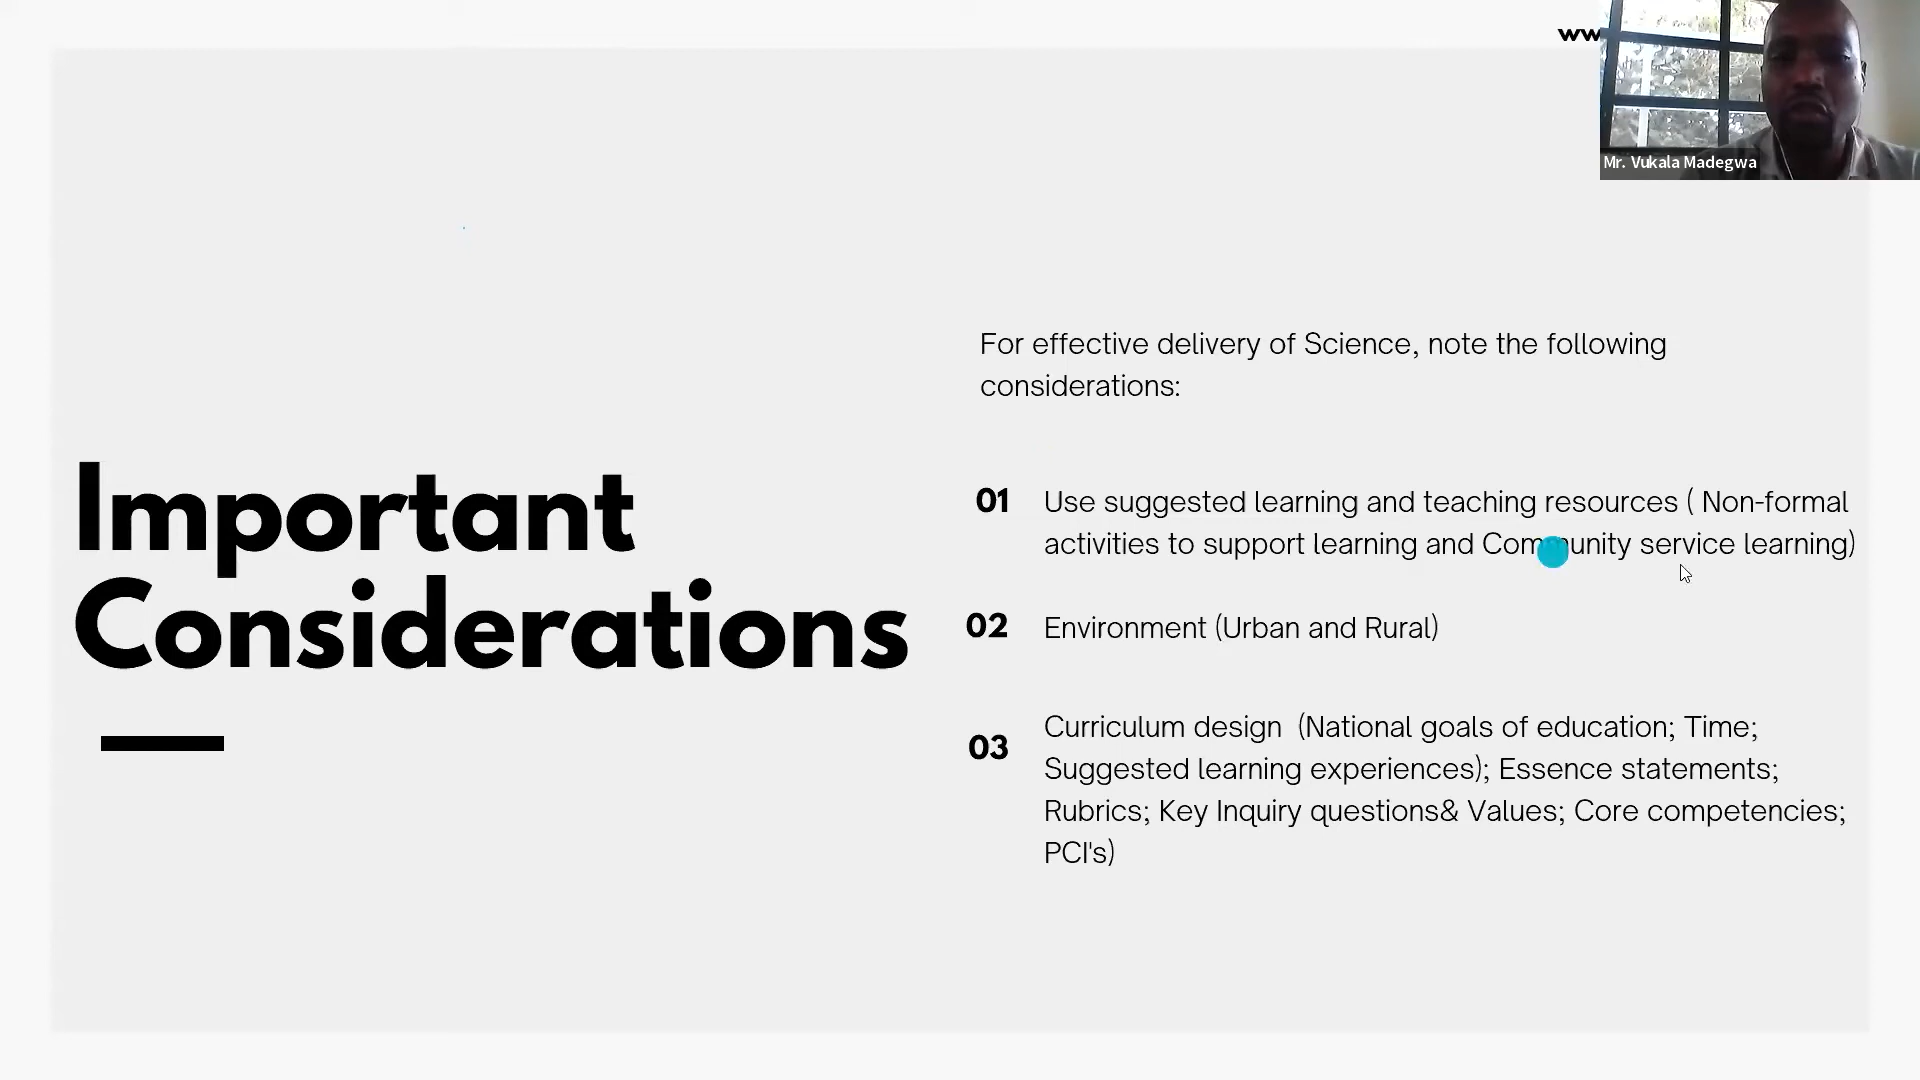 Mr. Vukala Madegwa
For effective delivery of Science, note the following
considerations:
Important
Considerations
01 Use suggested learning and teaching resources ( Non-formal
activities to support learning and Community service learning)
02 Environment (Urban and Rural)
03 Curriculum design (National goals of education; Time;
Suggested learning experiences); Essence statements;
Rubrics; Key Inquiry questions& Values; Core competencies;
PCI's)